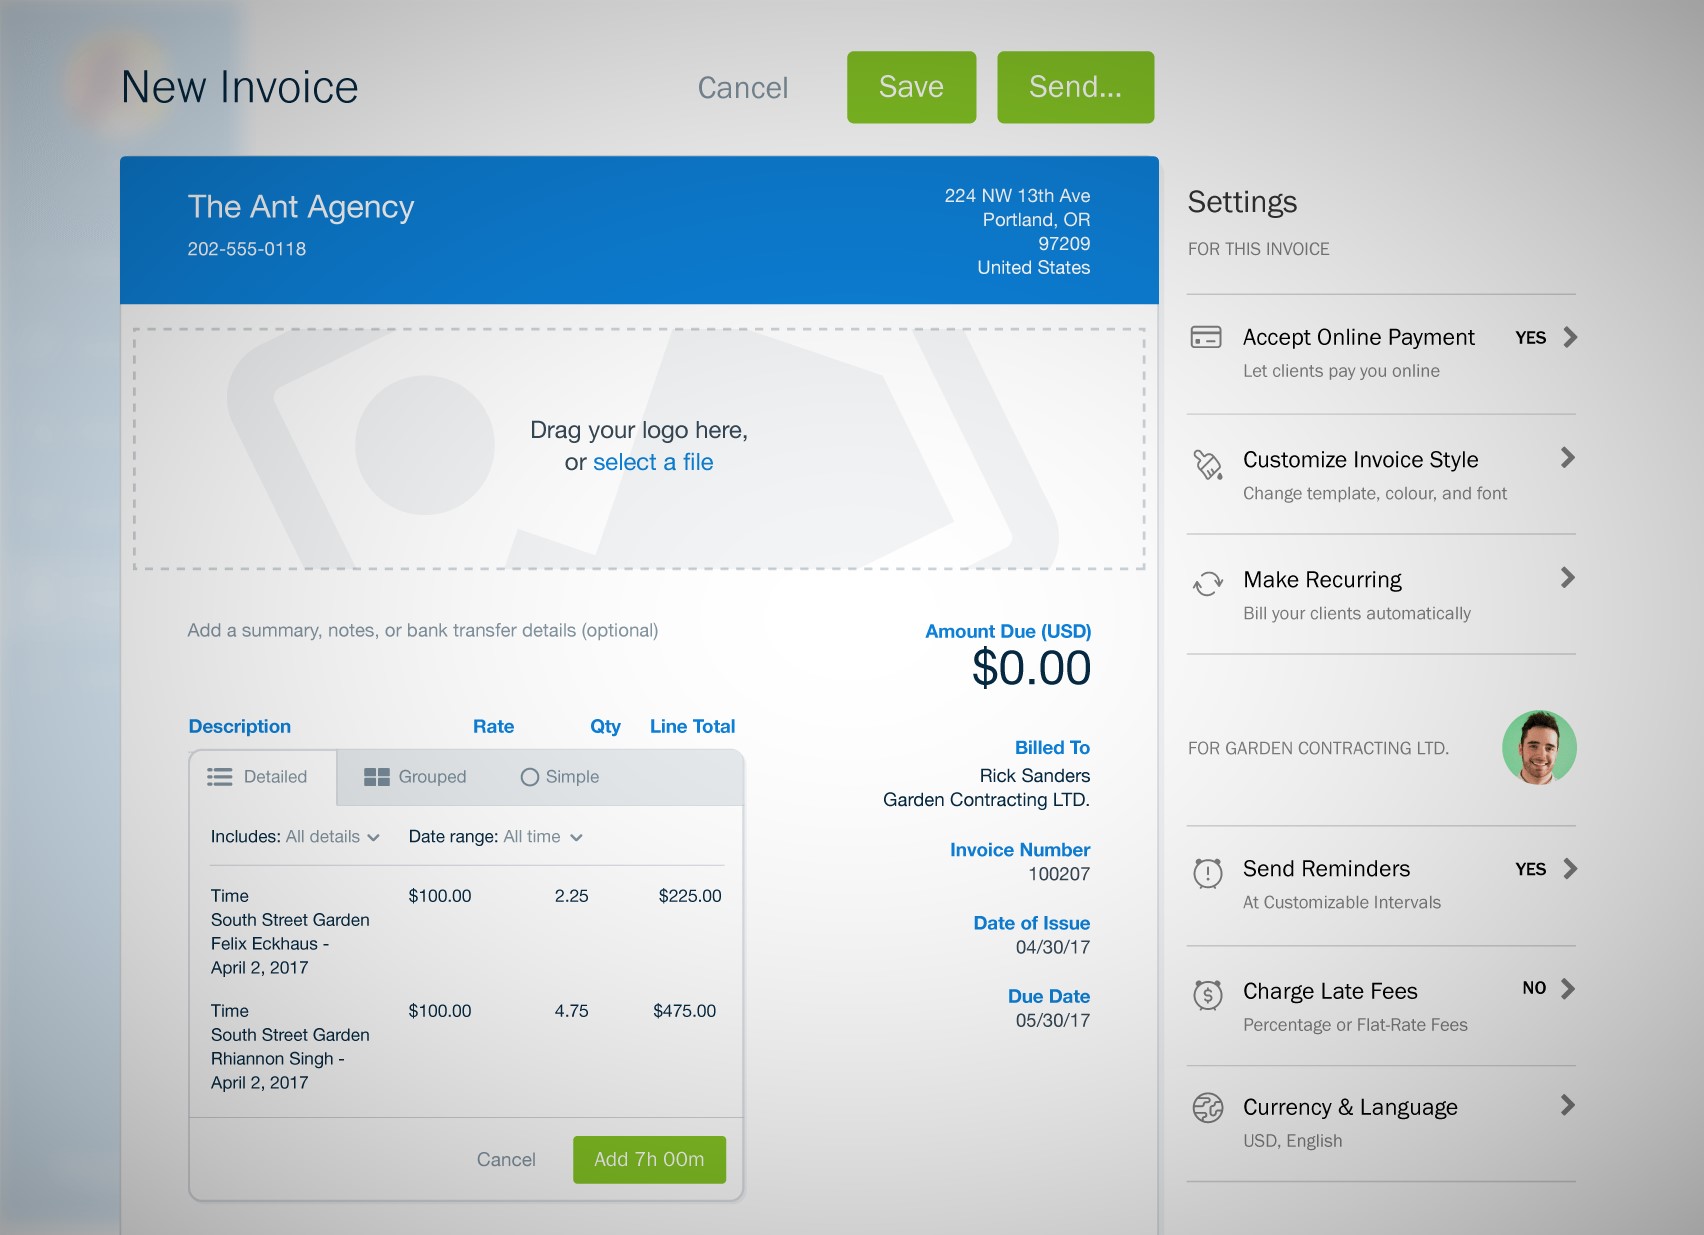 New Invoice
Cancel
Save
Send...
The Ant Agency
202-555-0118
224 NW 13th Ave
Portland, OR
97209
United States
Drag your logo here,
or select a file
Add a summary, notes, or bank transfer details (optional)
Amount Due (USD)
$0.00
Description Rate Qty Line Total
Detailed Grouped Simple
Includes: All details Date range: All time
Time $100.00 2.25 $225.00
South Street Garden
Felix Eckhaus -
April 2, 2017
Time $100.00 4.75 $475.00
South Street Garden
Rhiannon Singh -
April 2, 2017
Cancel
Add 7h 00m
Billed To
Rick Sanders
Garden Contracting LTD.
Invoice Number
100207
Date of Issue
04/30/17
Due Date
05/30/17
Settings
FOR THIS INVOICE
Accept Online Payment YES
Let clients pay you online
Customize Invoice Style
Change template, colour, and font
Make Recurring
Bill your clients automatically
FOR GARDEN CONTRACTING LTD.
Send Reminders YES
At Customizable Intervals
Charge Late Fees NO
Percentage or Flat-Rate Fees
Currency & Language
USD, English